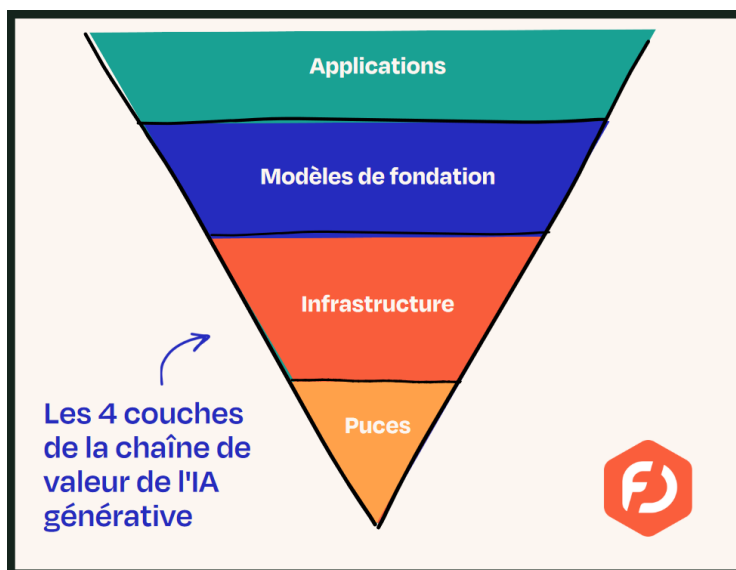 Applications
Modèles de fondation
Infrastructure
Puces
Les 4 couches
de la chaîne de
valeur de l'IA
générative